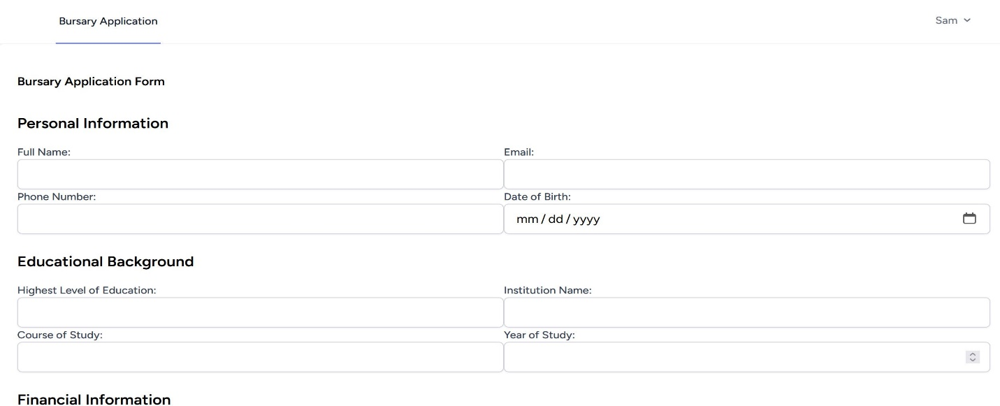 Bursary Application
Sam
Bursary Application Form
Personal Information
Full Name:
Email:
Phone Number:
Date of Birth:
mm / dd / yyyy
Educational Background
Highest Level of Education:
Institution Name:
Course of Study:
Year of Study:
Financial Information